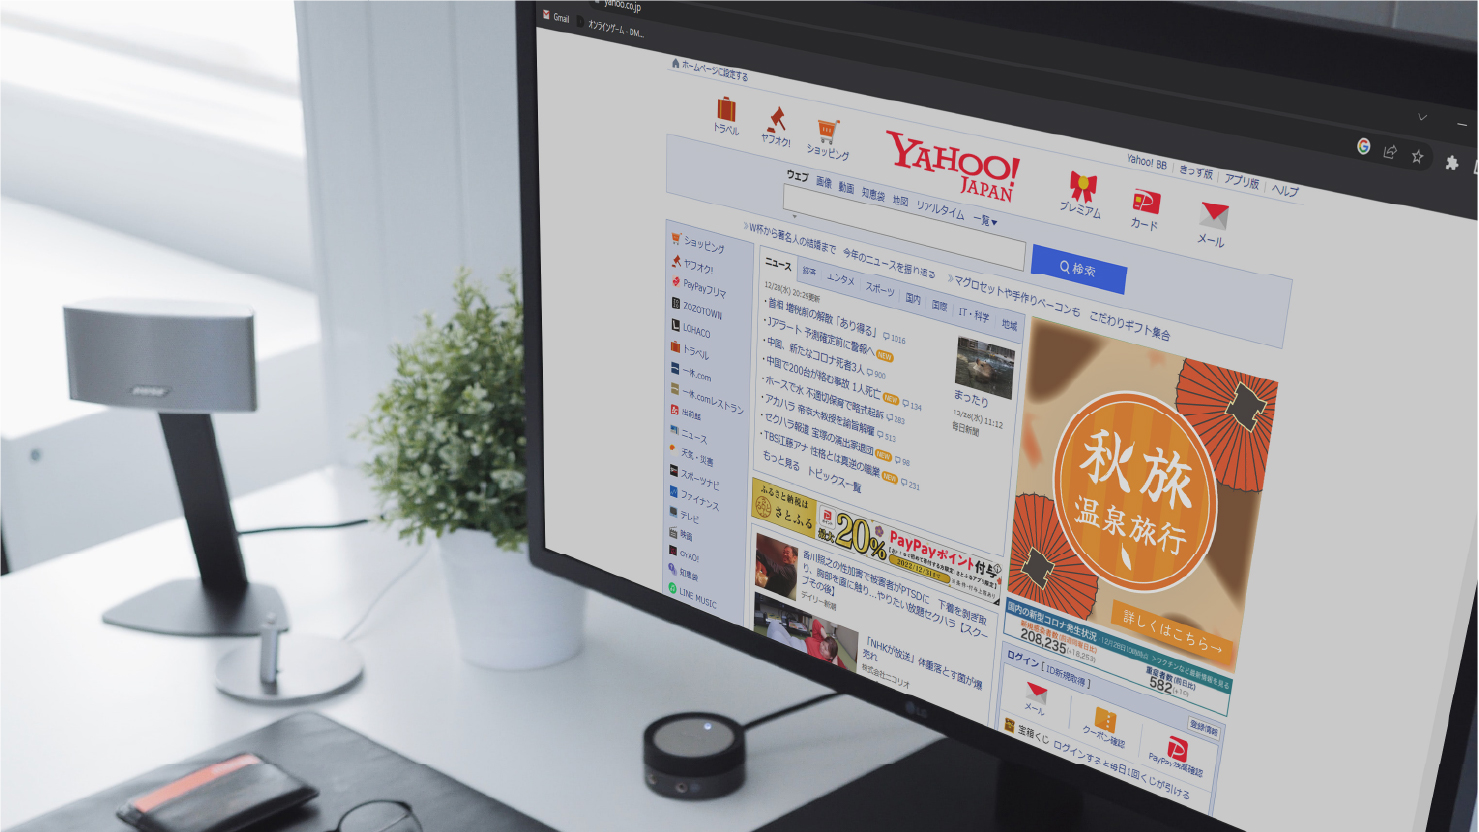 yahoo.co.jp
Gmail
オンラインゲーム - DM...
ホームページに設定する
トラベル
ヤフオク!
ショッピング
YAHOO!
JAPAN
Yahoo! BB
きっず版
アプリ版
ヘルプ
プレミアム
カード
メール
ウェブ 画像 動画 知恵袋 地図 リアルタイム 一覧▼
検索
W杯から著名人の結婚まで 今年のニュースを振り返る
マグロセットや手作りベーコンも こだわりギフト集合
ショッピング
ヤフオク!
PayPayフリマ
ZOZOTOWN
LOHACO
トラベル
一休.com
一休.comレストラン
出前館
ニュース
天気・災害
スポーツナビ
ファイナンス
テレビ
映画
GYAO!
知恵袋
LINE MUSIC
ニュース 経済 エンタメ スポーツ 国内 国際 IT・科学 地域
12/28(水) 20:25更新
・首相 増税前の解散「あり得る」 1016
・Jアラート 予測確定前に警報へ NEW
・中国、新たなコロナ死者3人 900
・中国で200台が絡む事故 1人死亡 NEW 134
・ホースで水 不適切保育で略式起訴 283
・アカハラ 帝京大教授を諭旨解雇 513
・セクハラ報道 宝塚の演出家退団 NEW 98
・TBS江藤アナ 性格とは真逆の職業 NEW 231
もっと見る トピックス一覧
まったり
12/28(水) 11:12
毎日新聞
ふるさと納税は
さとふる
最大20%
PayPayポイント付与
2022/12/31まで
香川照之の性加害で被害者がPTSDに 下着を剥ぎ取
り、胸部を直に触り…やりたい放題セクハラ【スクー
プその後】
デイリー新潮
「NHKが放送」体重落とす菌が爆
売れ
株式会社ニコリオ
秋旅
温泉旅行
詳しくはこちら→
国内の新型コロナ発生状況 12月28日10時時点 ワクチンなど最新情報を見る
新規感染者数(前週同曜日比)
208,235(+18,253)
重症者数(前日比)
582
ログイン [ ID新規取得 ]
登録情報
メール
クーポン確認
PayPay残高確認
宝箱くじ ログインすると毎日1回くじが引ける
LG
BOSE